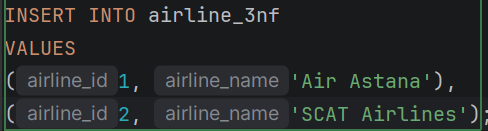 INSERT INTO airline_3nf
VALUES
( airline_id 1, airline_name 'Air Astana'),
( airline_id 2, airline_name 'SCAT Airlines');